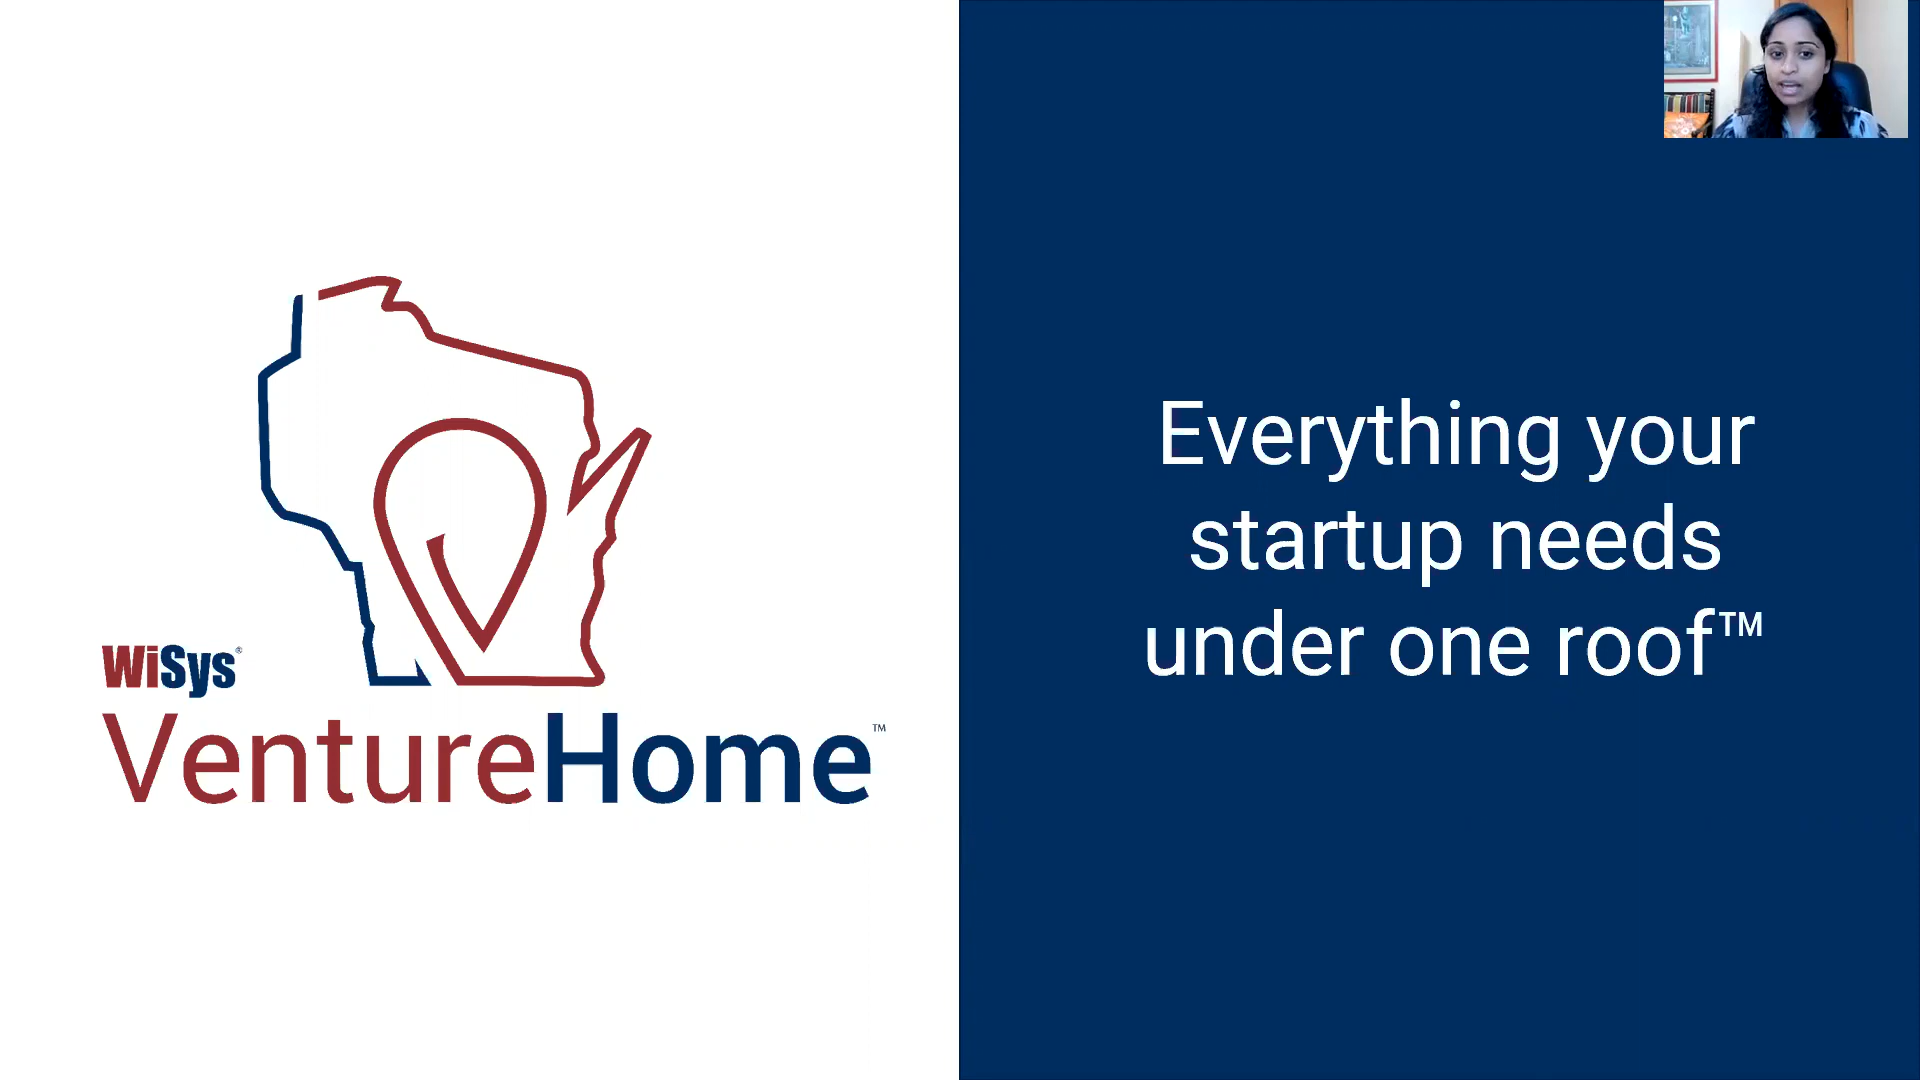 WiSys®
VentureHome™
Everything your
startup needs
under one roof™